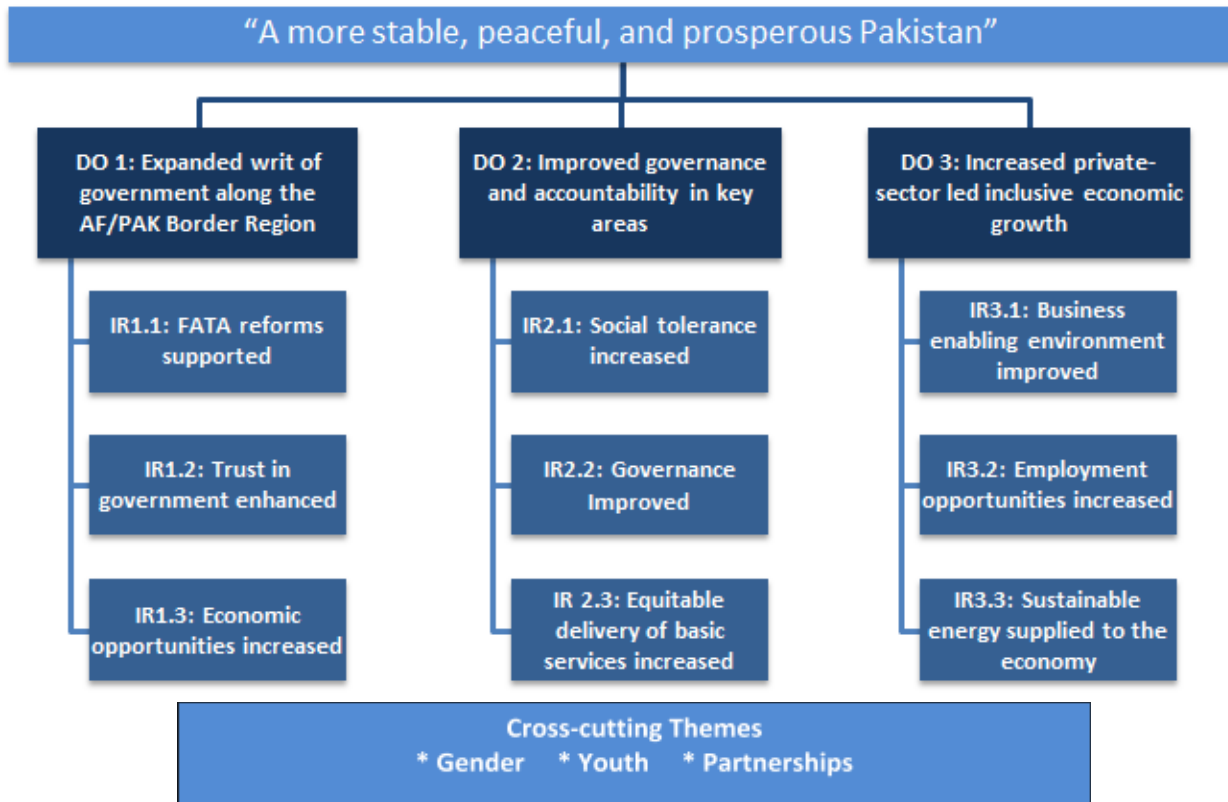 “A more stable, peaceful, and prosperous Pakistan”
DO 1: Expanded writ of
government along the
AF/PAK Border Region
IR1.1: FATA reforms
supported
IR1.2: Trust in
government enhanced
IR1.3: Economic
opportunities increased
DO 2: Improved governance
and accountability in key
areas
IR2.1: Social tolerance
increased
IR2.2: Governance
Improved
IR 2.3: Equitable
delivery of basic
services increased
DO 3: Increased private-
sector led inclusive economic
growth
IR3.1: Business
enabling environment
improved
IR3.2: Employment
opportunities increased
IR3.3: Sustainable
energy supplied to the
economy
Cross-cutting Themes
* Gender * Youth * Partnerships